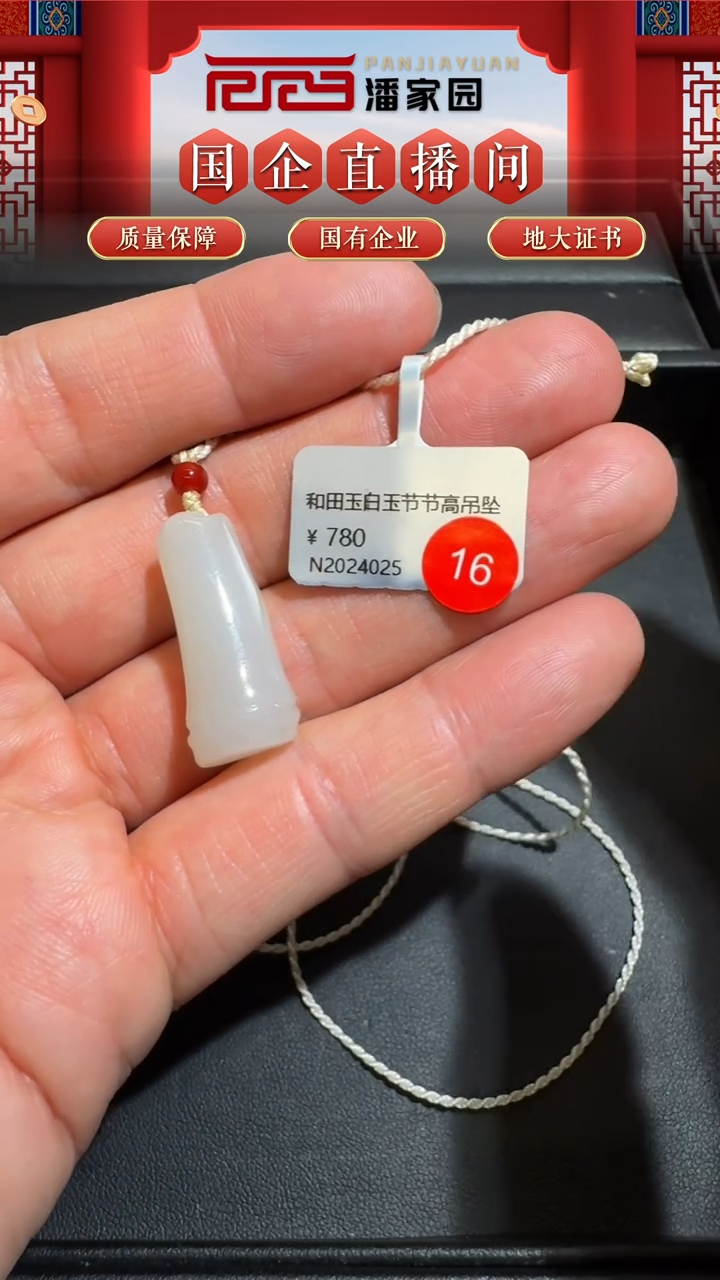 PANJIAYUAN
潘家园
国企直播间
质量保障
国有企业
地大证书
和田玉白玉节节高吊坠
¥ 780
N2024025
16